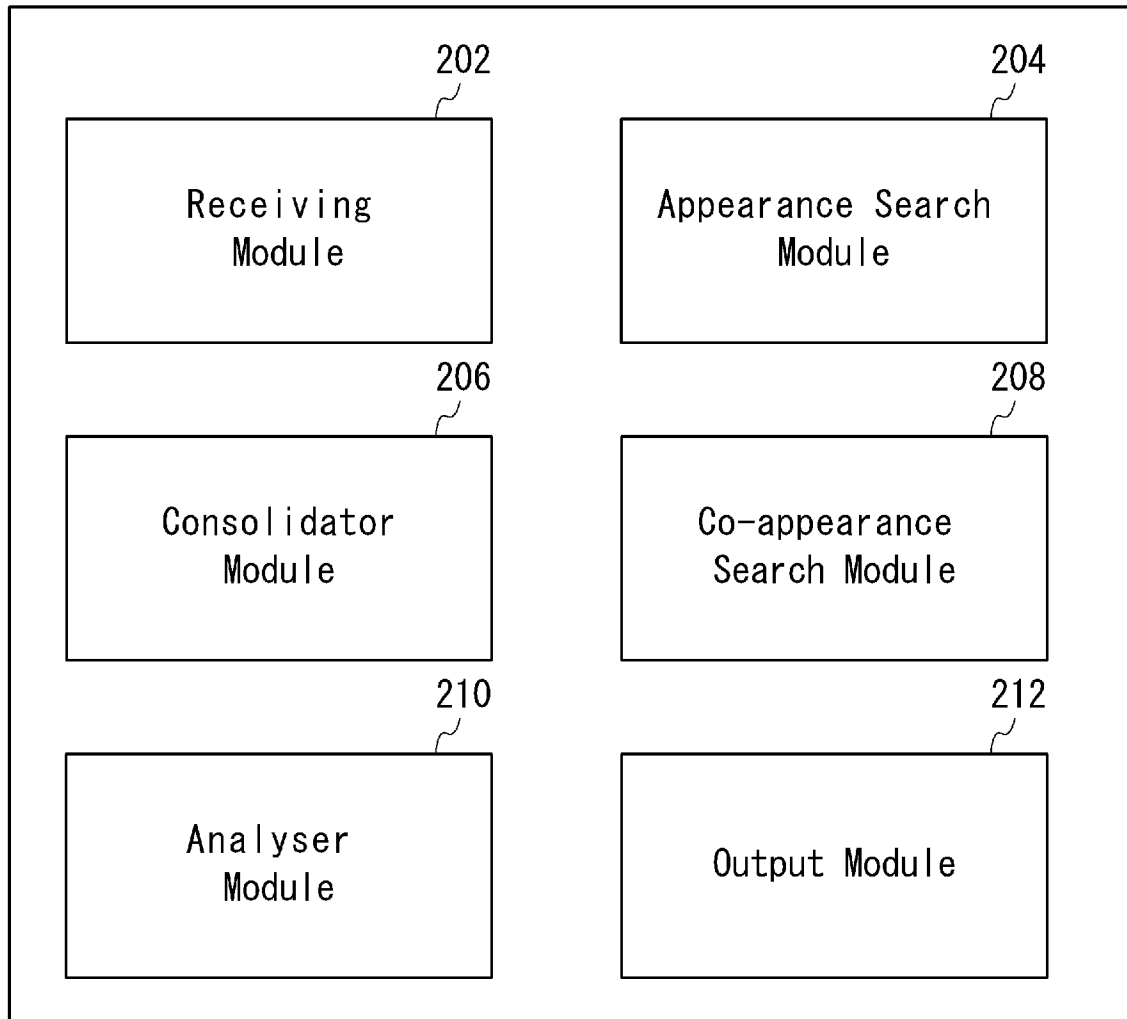 202
204
Receiving
Module
Appearance Search
Module
206
208
Consolidator
Module
Co-appearance
Search Module
210
212
Analyser
Module
Output Module